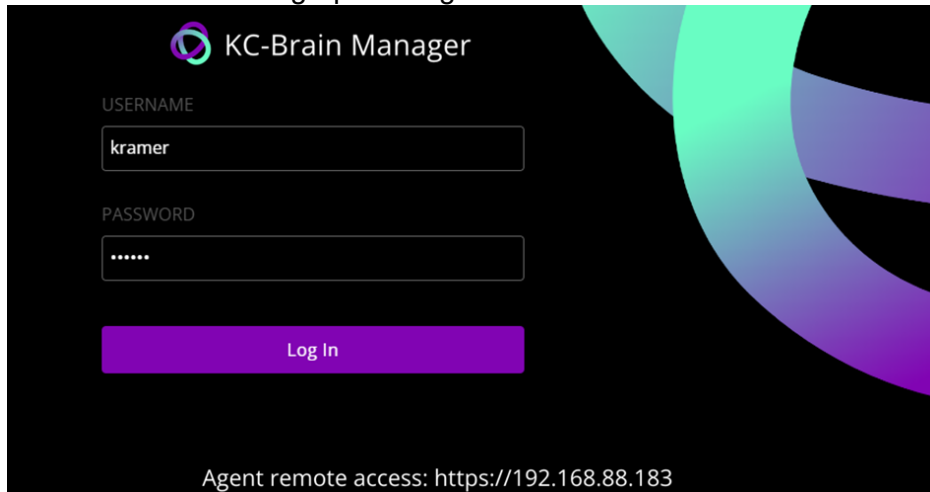 KC-Brain Manager
USERNAME
kramer
PASSWORD
••••••
Log In
Agent remote access: https://192.168.88.183